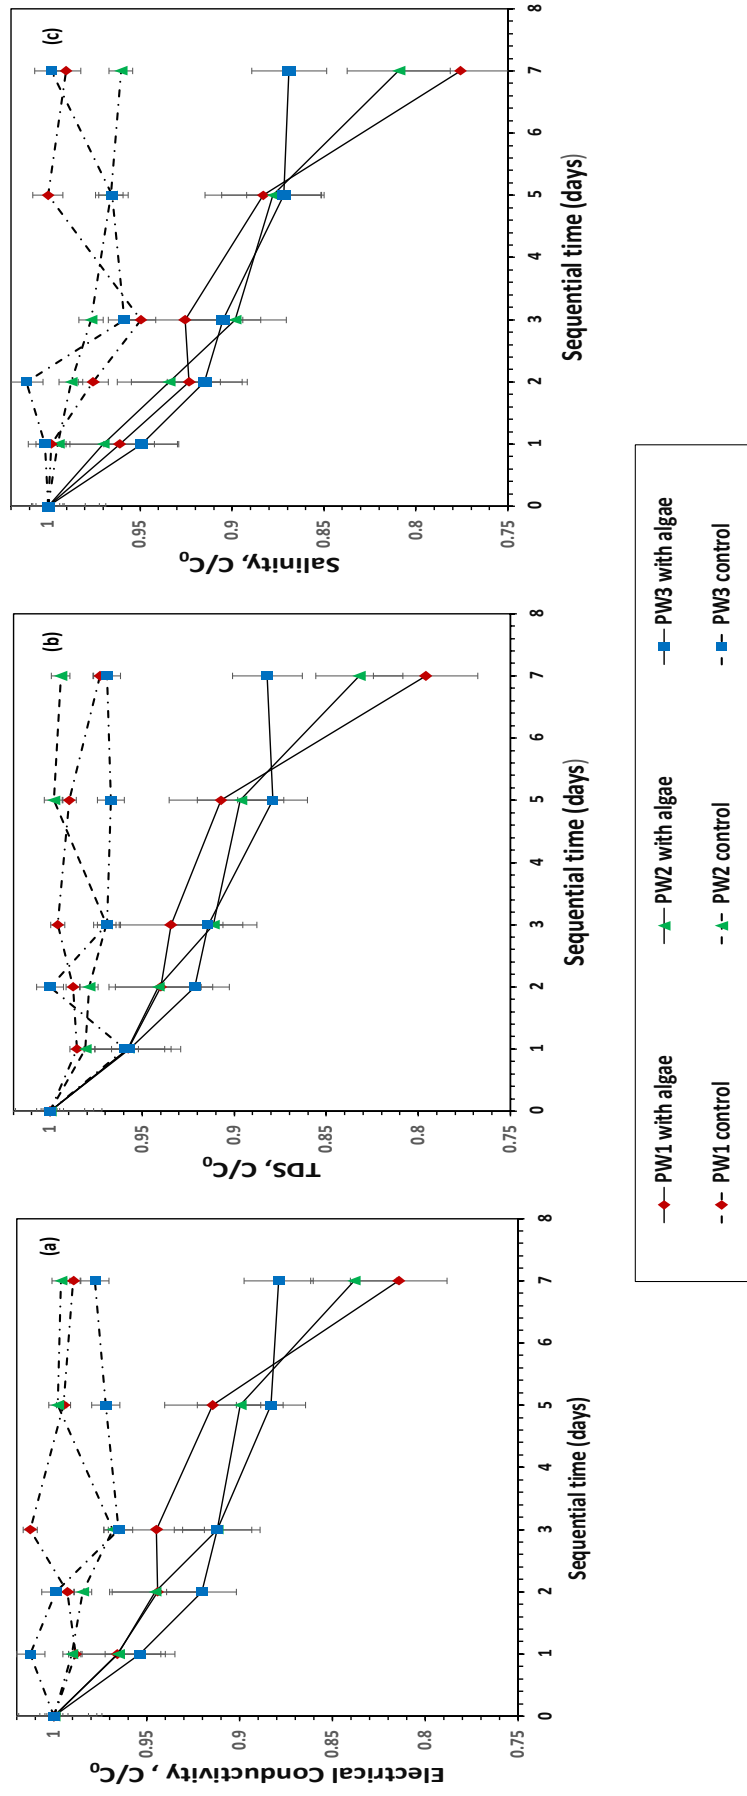 (a)
Electrical Conductivity , C/C₀
1
0.95
0.9
0.85
0.8
0.75
0 1 2 3 4 5 6 7 8
Sequential time (days)
(b)
TDS, C/C₀
1
0.95
0.9
0.85
0.8
0.75
0 1 2 3 4 5 6 7 8
Sequential time (days)
(c)
Salinity, C/C₀
1
0.95
0.9
0.85
0.8
0.75
0 1 2 3 4 5 6 7 8
Sequential time (days)
PW1 with algae PW2 with algae PW3 with algae
PW1 control PW2 control PW3 control